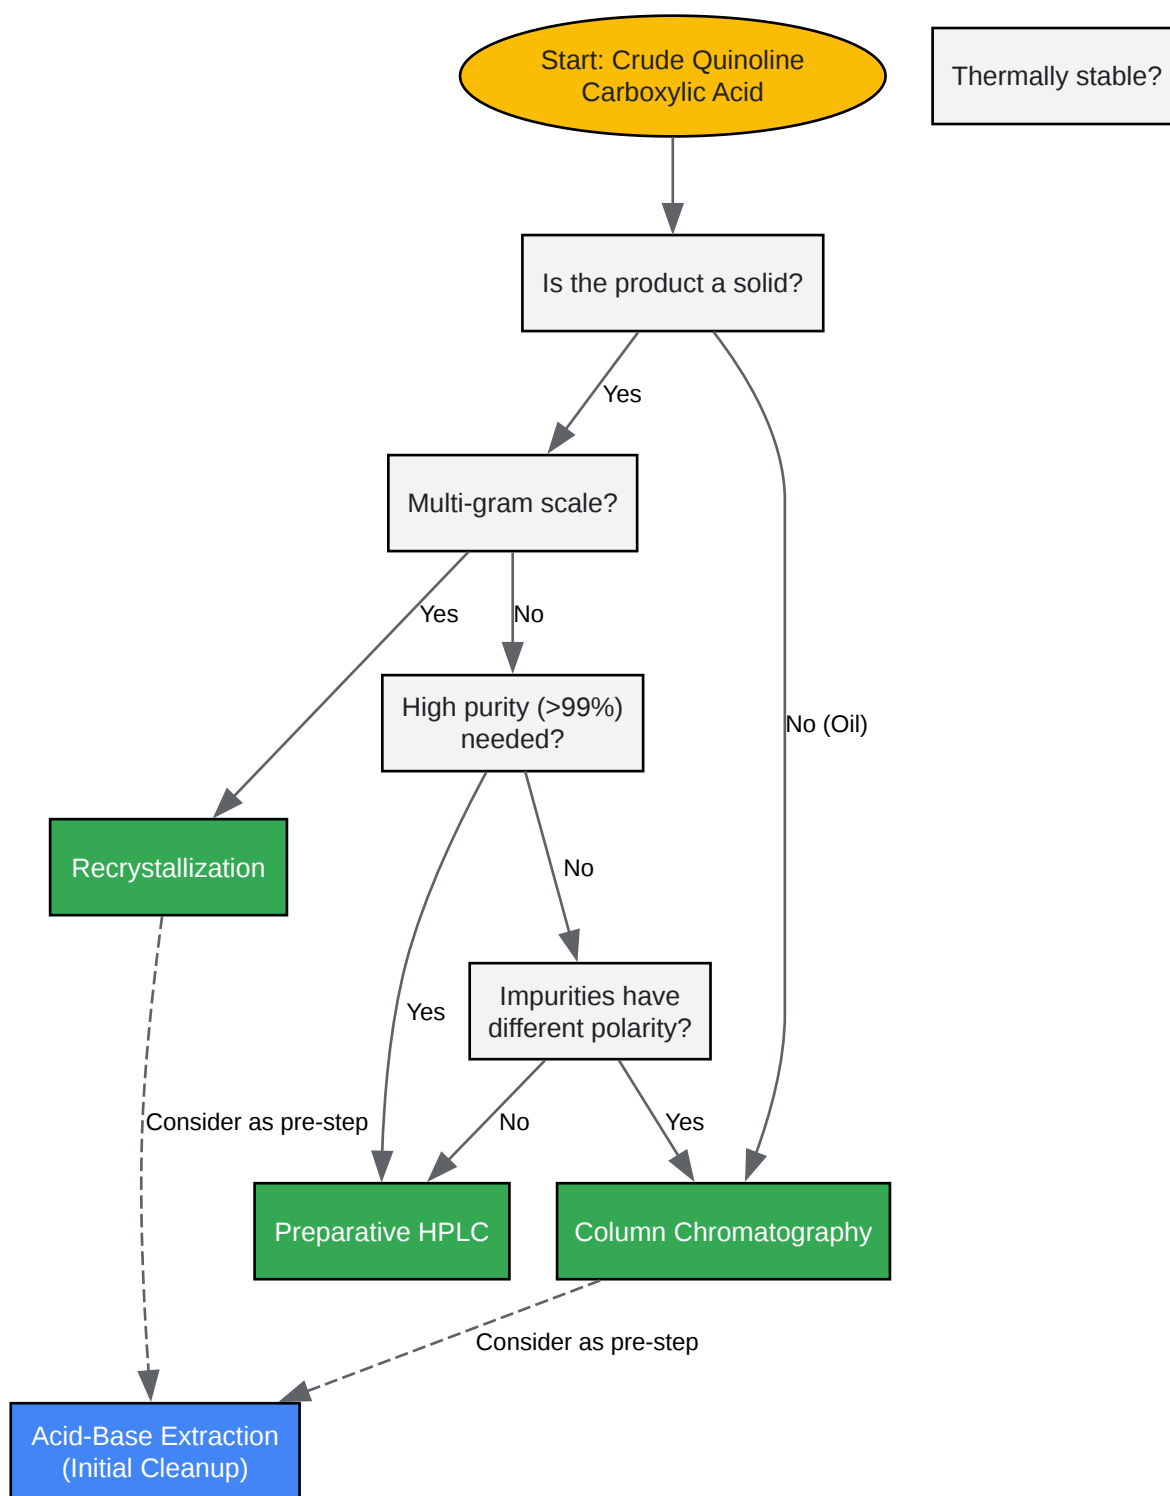 Start: Crude Quinoline
Carboxylic Acid
Thermally stable?
Is the product a solid?
Yes
Multi-gram scale?
Yes
No
High purity (>99%)
needed?
No (Oil)
Recrystallization
No
Impurities have
different polarity?
Yes
Consider as pre-step
No
Yes
Preparative HPLC
Column Chromatography
Consider as pre-step
Acid-Base Extraction
(Initial Cleanup)